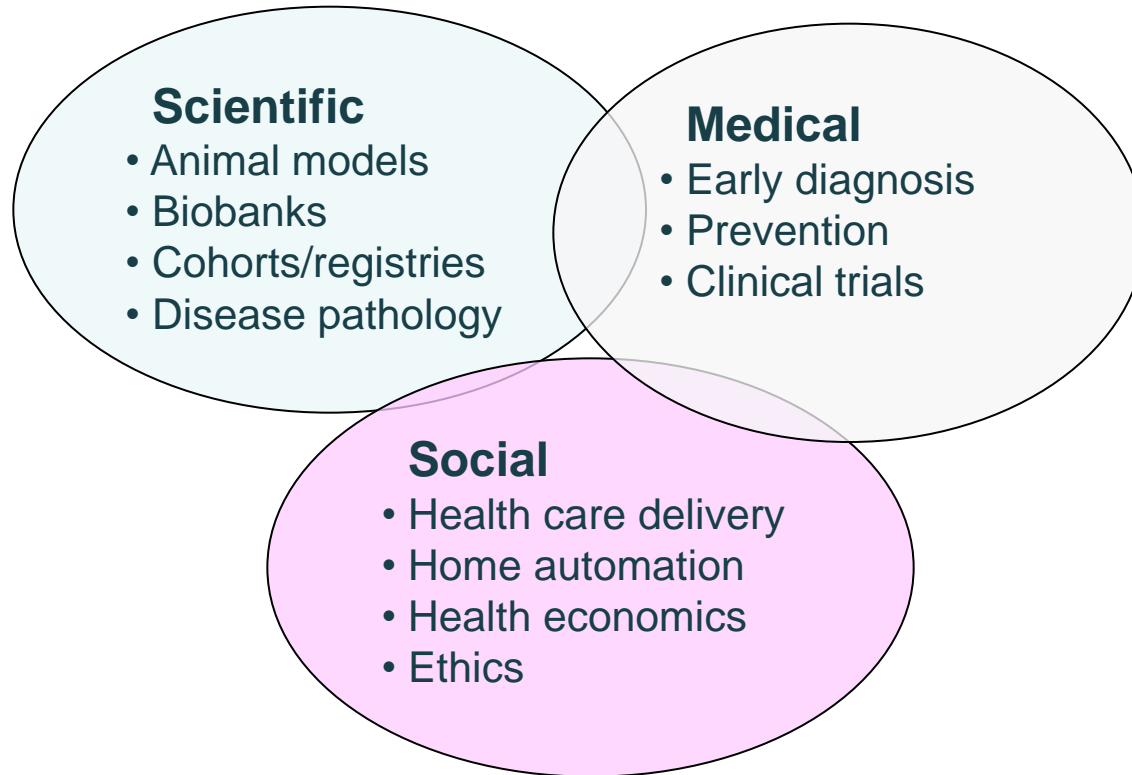 Scientific
• Animal models
• Biobanks
• Cohorts/registries
• Disease pathology
Medical
• Early diagnosis
• Prevention
• Clinical trials
Social
• Health care delivery
• Home automation
• Health economics
• Ethics